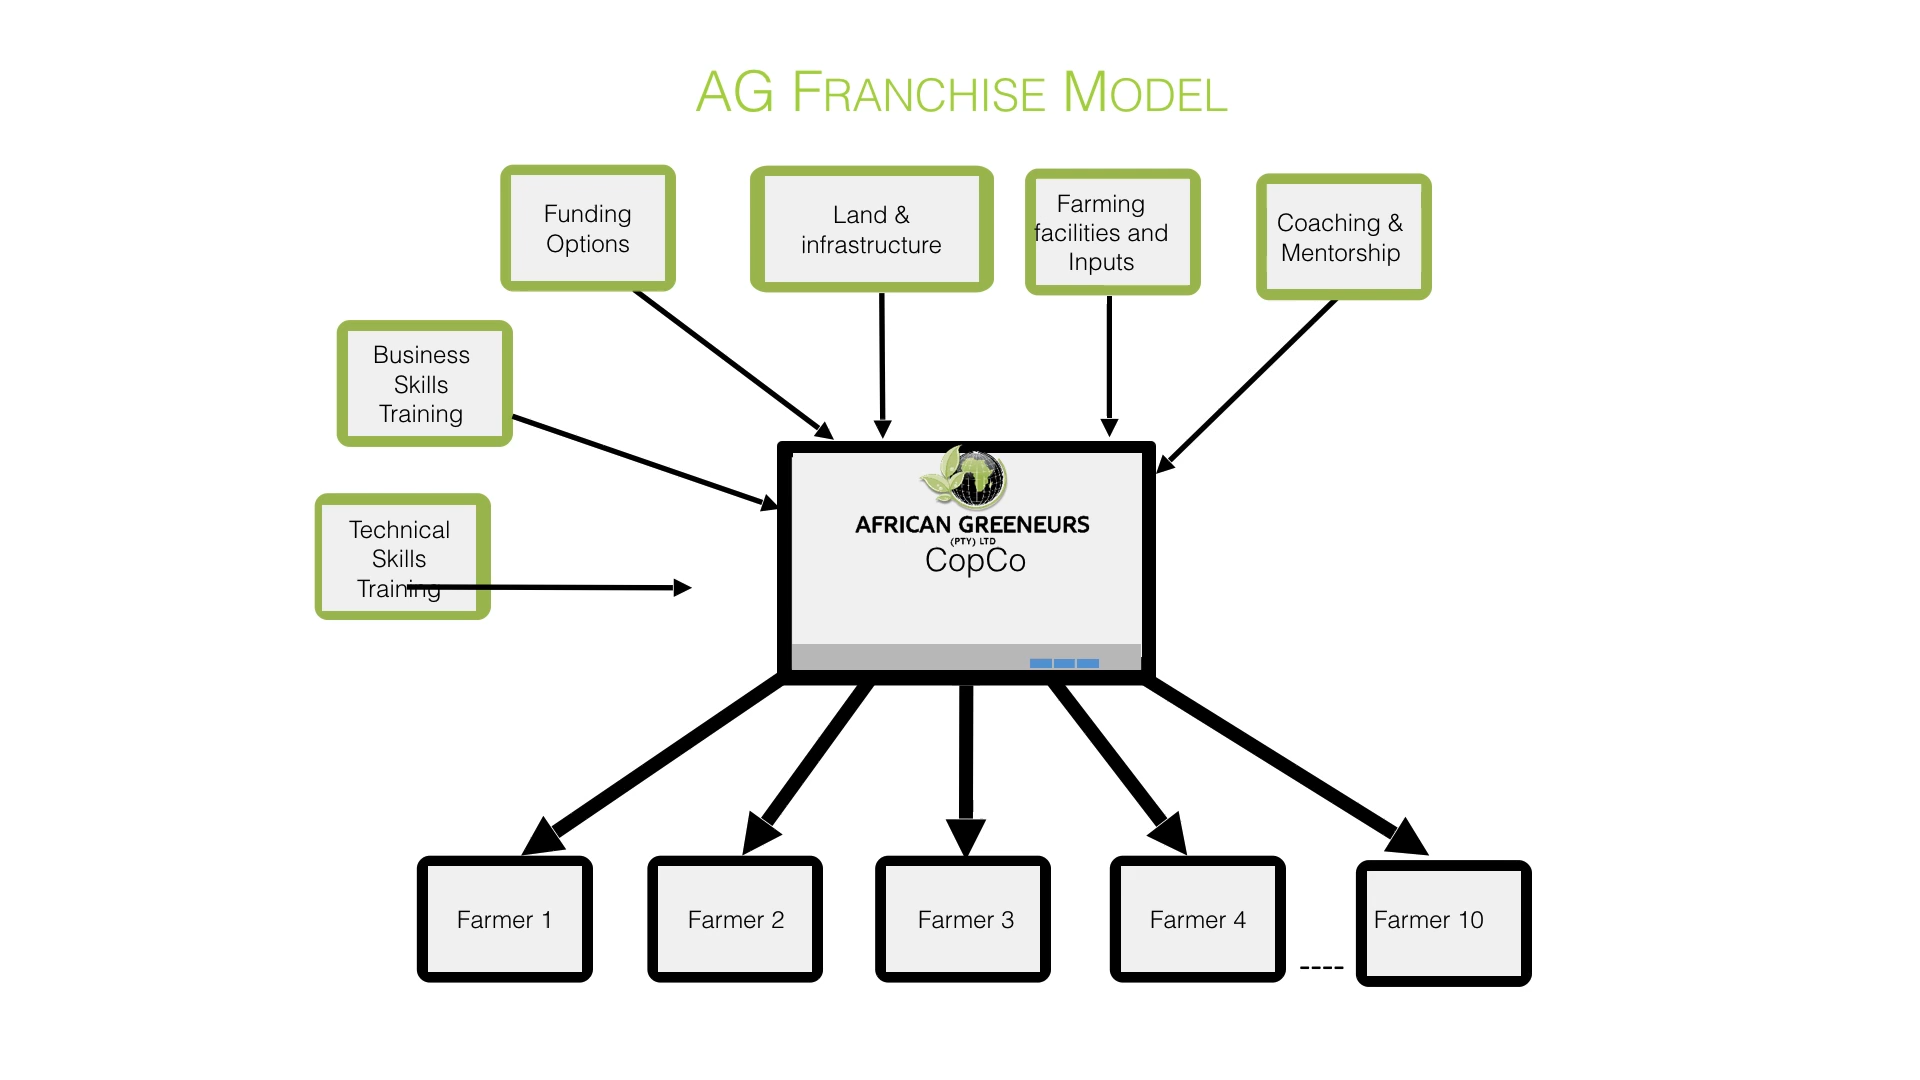 AG Franchise Model
Funding
Options
Land &
infrastructure
Farming
facilities and
Inputs
Coaching &
Mentorship
Business
Skills
Training
Technical
Skills
Training
AFRICAN GREENEURS
(PTY) LTD
CopCo
Farmer 1
Farmer 2
Farmer 3
Farmer 4
----
Farmer 10